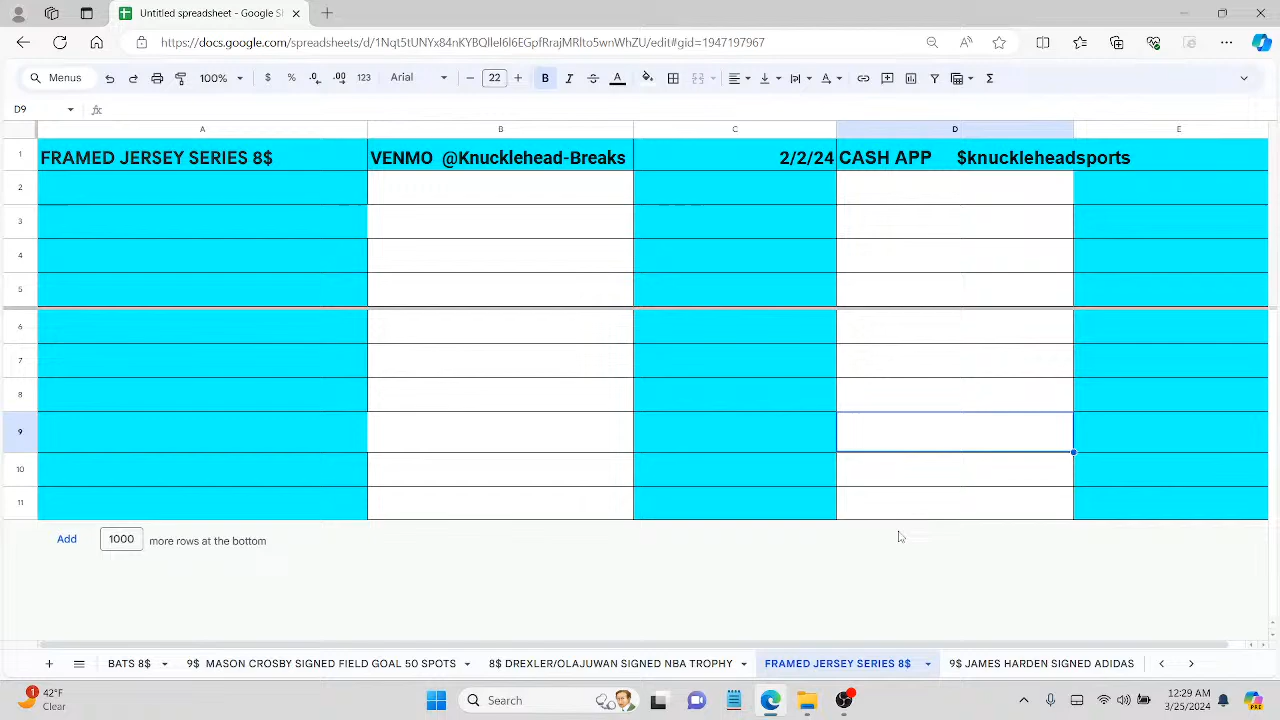 Untitled spreadsheet - Google Sl
https://docs.google.com/spreadsheets/d/1Nqt5tUNYx84nKYBQIlel6l6EGpfRrajMRlto5wnWhZU/edit#gid=1947197967
Menus 100% $ % .0 .00 123 Arial 22 B I A
D9 fx
A B C D E
1 FRAMED JERSEY SERIES 8$ VENMO @Knucklehead-Breaks 2/2/24 CASH APP $knuckleheadsports
2
3
4
5
6
7
8
9
10
11
Add 1000 more rows at the bottom
BATS 8$ 9$ MASON CROSBY SIGNED FIELD GOAL 50 SPOTS 8$ DREXLER/OLAJUWAN SIGNED NBA TROPHY FRAMED JERSEY SERIES 8$ 9$ JAMES HARDEN SIGNED ADIDAS
1 42°F
Clear
Search
2:29 AM
3/25/2024
PRE